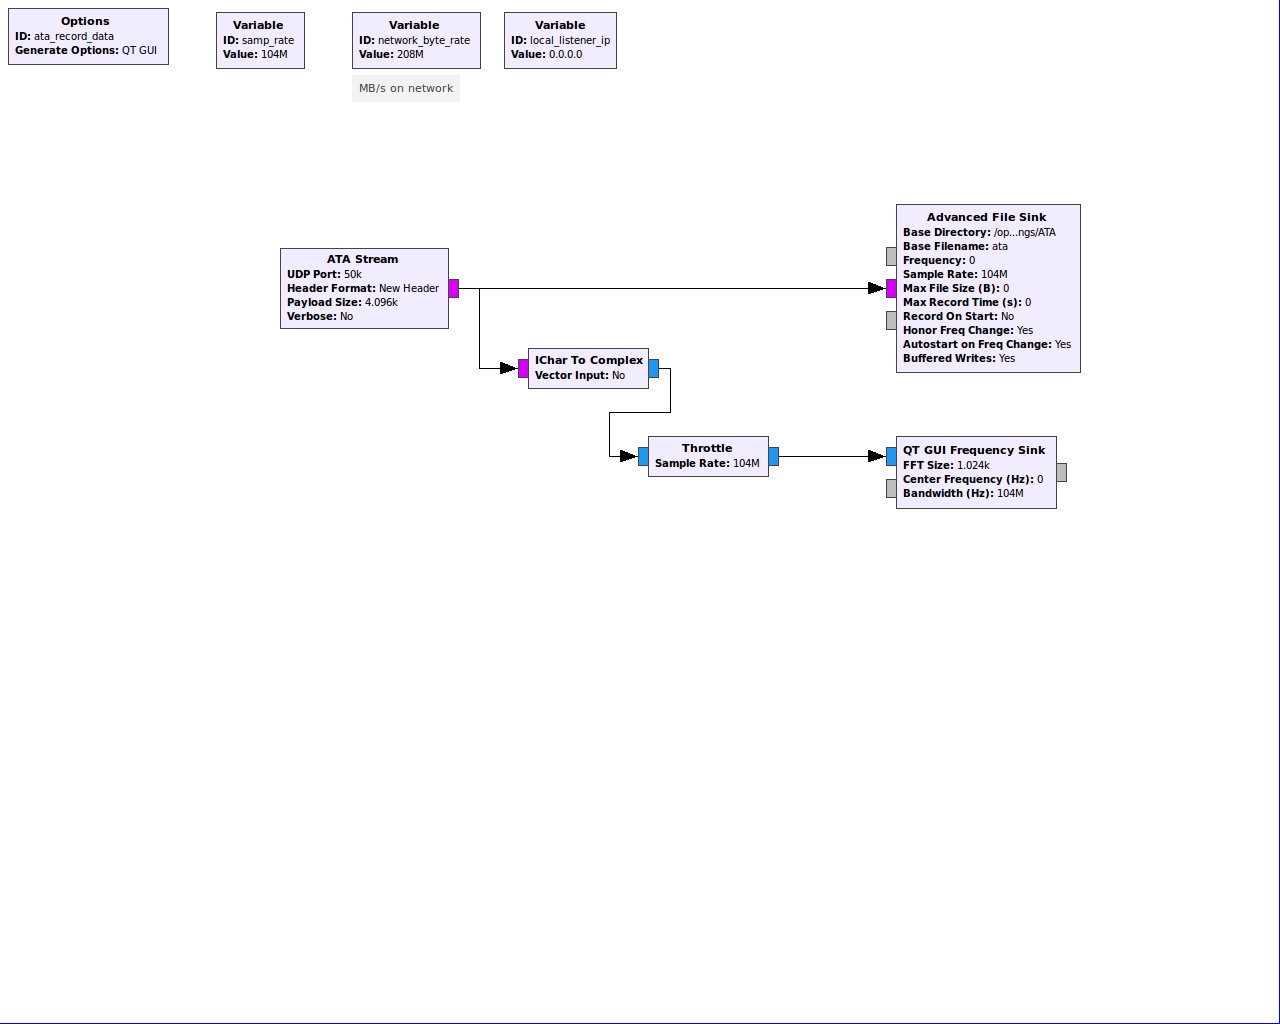 Options
ID: ata_record_data
Generate Options: QT GUI
Variable
ID: samp_rate
Value: 104M
Variable
ID: network_byte_rate
Value: 208M
MB/s on network
Variable
ID: local_listener_ip
Value: 0.0.0.0
ATA Stream
UDP Port: 50k
Header Format: New Header
Payload Size: 4.096k
Verbose: No
Advanced File Sink
Base Directory: /op...ngs/ATA
Base Filename: ata
Frequency: 0
Sample Rate: 104M
Max File Size (B): 0
Max Record Time (s): 0
Record On Start: No
Honor Freq Change: Yes
Autostart on Freq Change: Yes
Buffered Writes: Yes
IChar To Complex
Vector Input: No
Throttle
Sample Rate: 104M
QT GUI Frequency Sink
FFT Size: 1.024k
Center Frequency (Hz): 0
Bandwidth (Hz): 104M